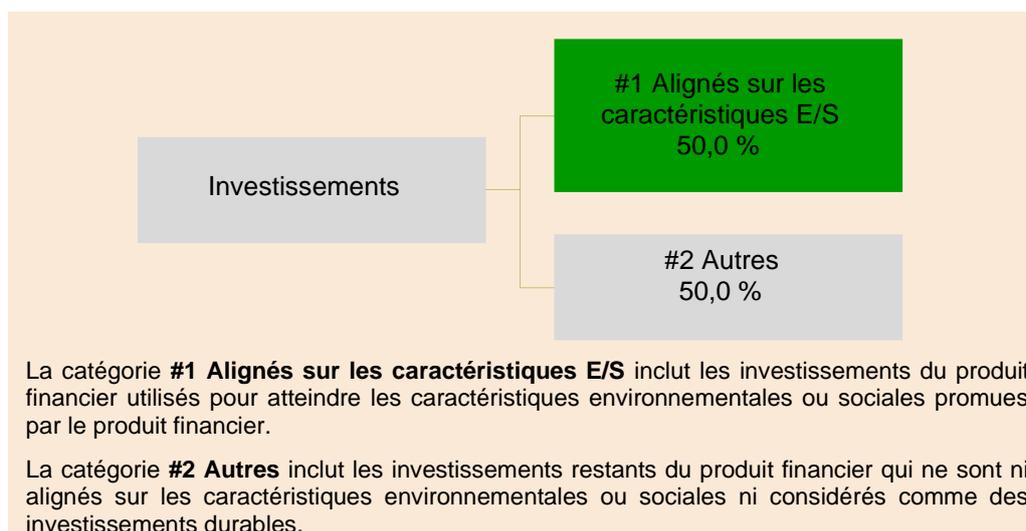 #1 Alignés sur les
caractéristiques E/S
50,0 %
Investissements
#2 Autres
50,0 %
La catégorie #1 Alignés sur les caractéristiques E/S inclut les investissements du produit
financier utilisés pour atteindre les caractéristiques environnementales ou sociales promues
par le produit financier.
La catégorie #2 Autres inclut les investissements restants du produit financier qui ne sont ni
alignés sur les caractéristiques environnementales ou sociales ni considérés comme des
investissements durables.